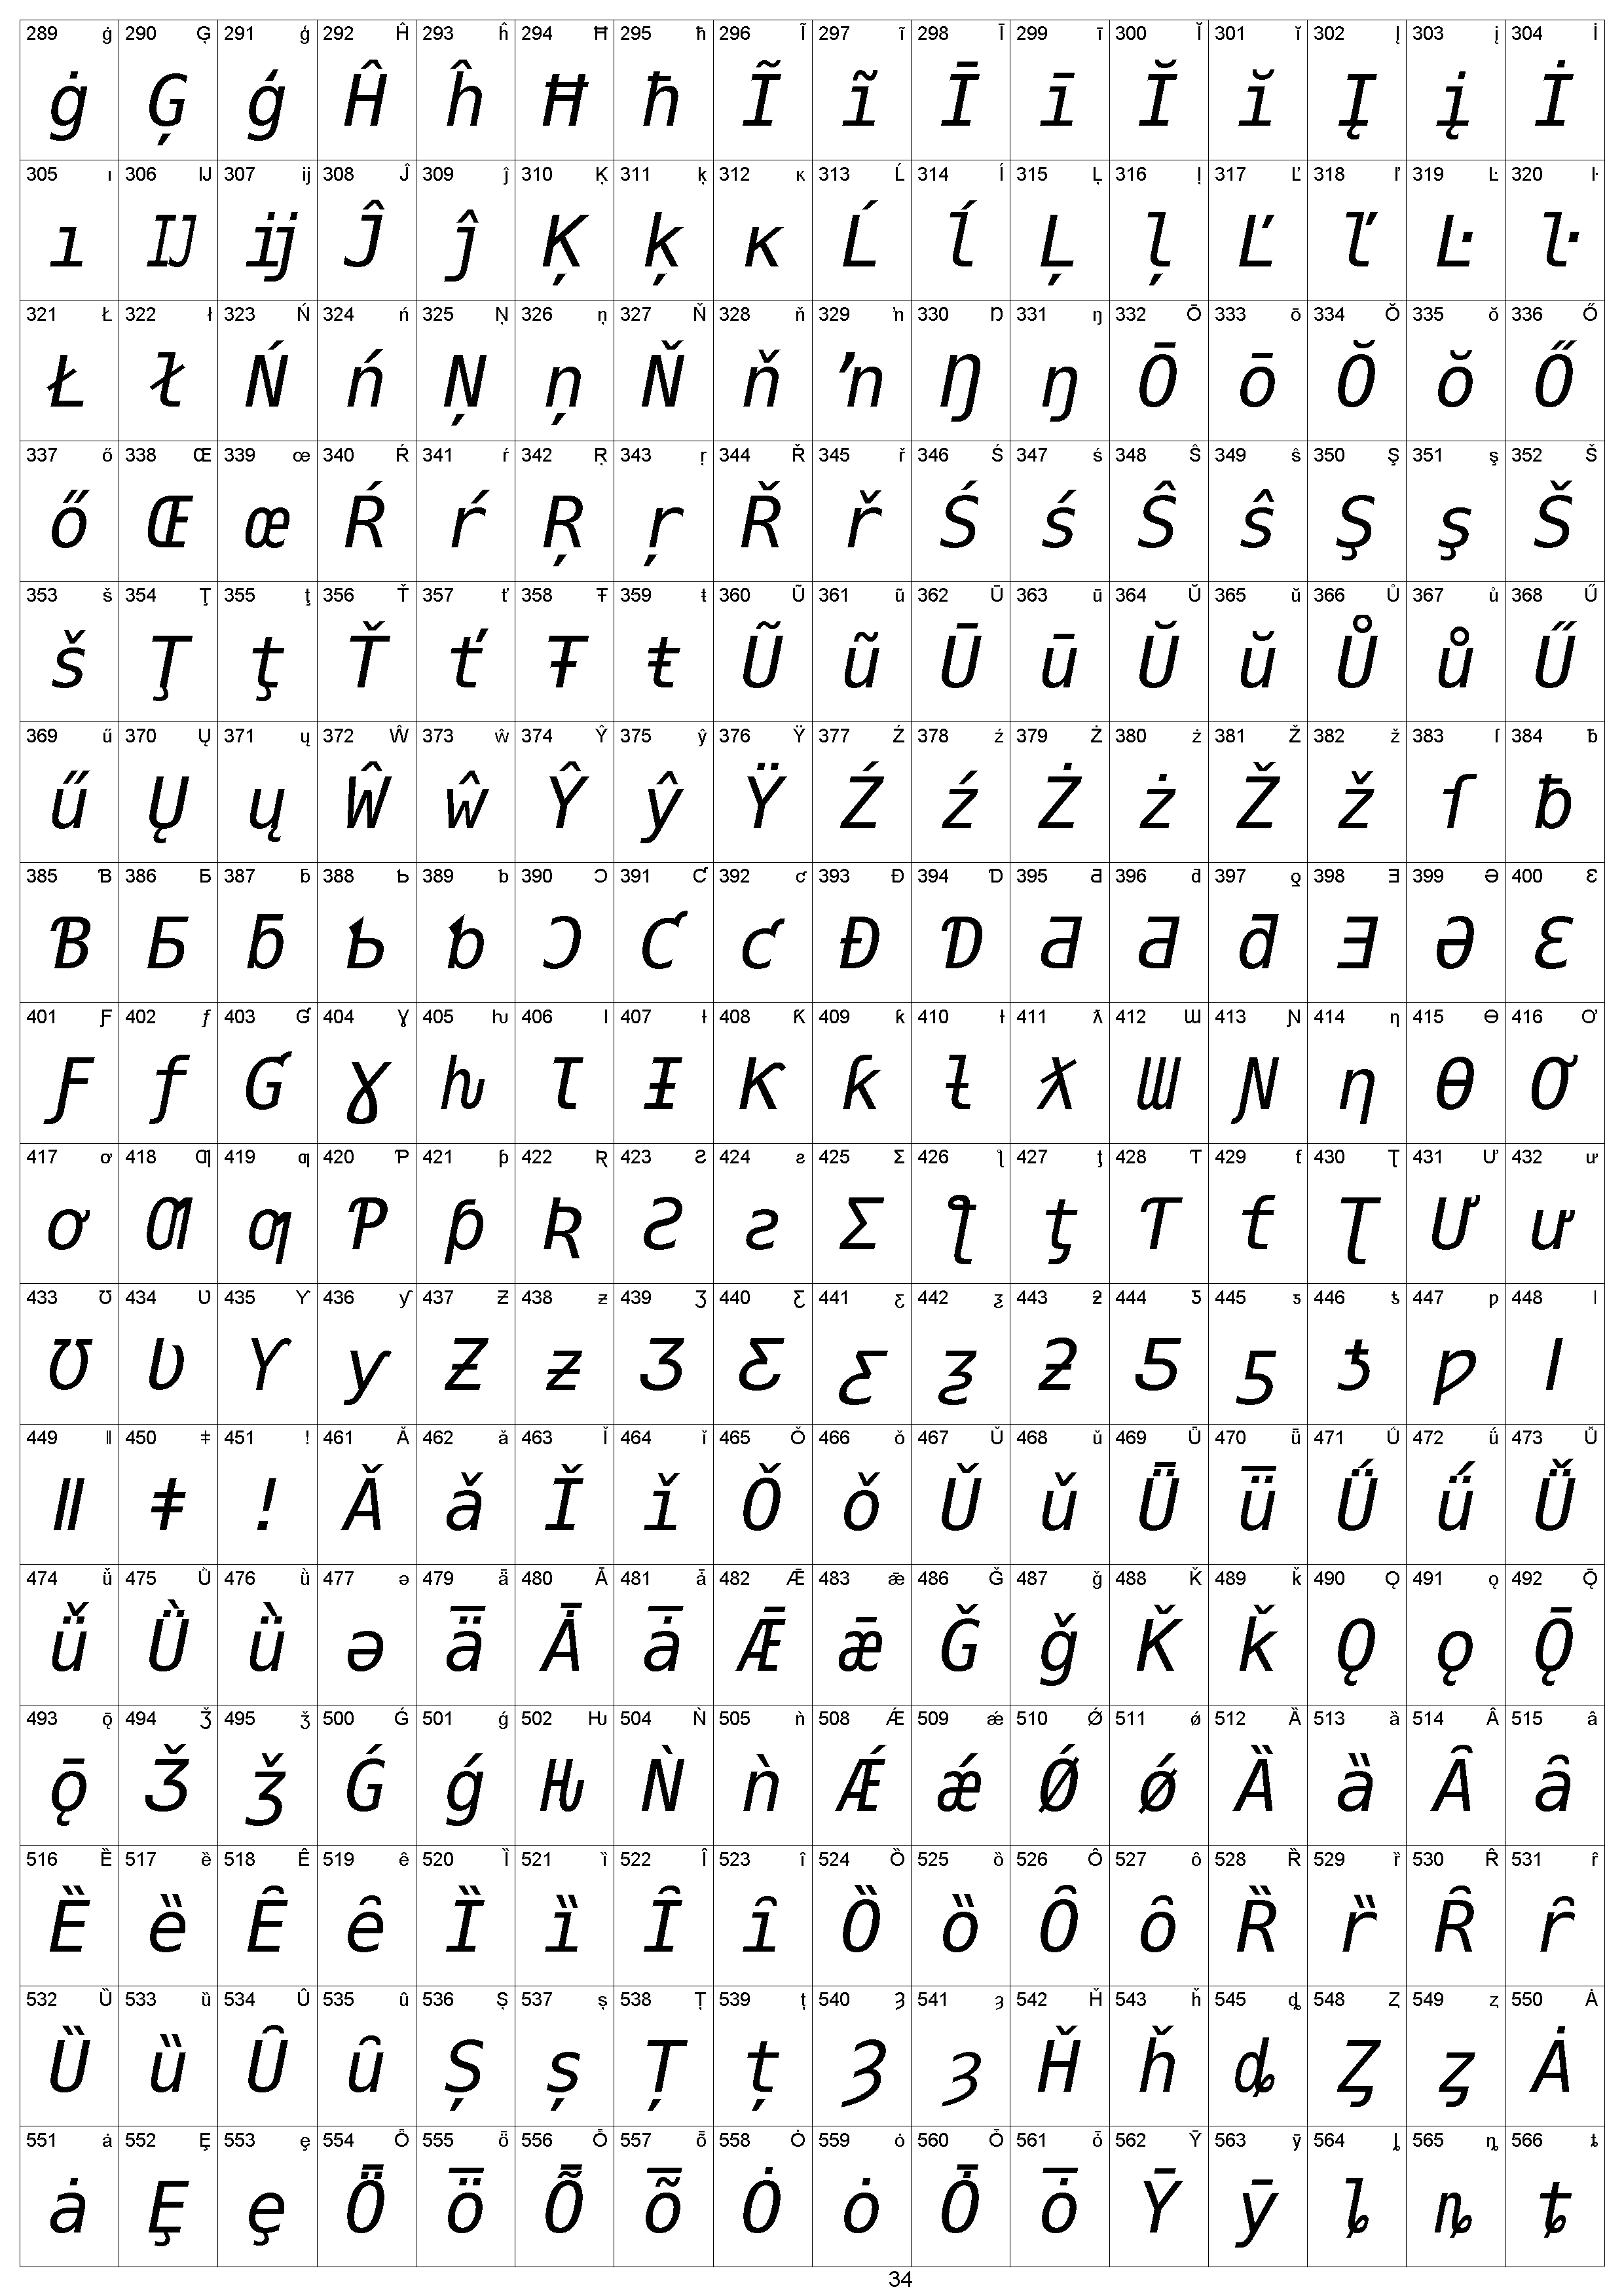 289 ġ 290 Ģ 291 ģ 292 Ĥ 293 ĥ 294 Ħ 295 ħ 296 Ĩ 297 ĩ 298 Ī 299 ī 300 Ĭ 301 ĭ 302 Į 303 į 304 İ
ġ Ģ ģ Ĥ ĥ Ħ ħ Ĩ ĩ Ī ī Ĭ ĭ Į į İ
305 ı 306 IJ 307 ij 308 Ĵ 309 ĵ 310 Ķ 311 ķ 312 ĸ 313 Ĺ 314 ĺ 315 Ļ 316 ļ 317 Ľ 318 ľ 319 Ŀ 320 ŀ
ı IJ ij Ĵ ĵ Ķ ķ ĸ Ĺ ĺ Ļ ļ Ľ ľ Ŀ ŀ
321 Ł 322 ł 323 Ń 324 ń 325 Ņ 326 ņ 327 Ň 328 ň 329 ŉ 330 Ŋ 331 ŋ 332 Ō 333 ō 334 Ŏ 335 ŏ 336 Ő
Ł ł Ń ń Ņ ņ Ň ň ŉ Ŋ ŋ Ō ō Ŏ ŏ Ő
337 ő 338 Œ 339 œ 340 Ŕ 341 ŕ 342 Ŗ 343 ŗ 344 Ř 345 ř 346 Ś 347 ś 348 Ŝ 349 ŝ 350 Ş 351 ş 352 Š
ő Œ œ Ŕ ŕ Ŗ ŗ Ř ř Ś ś Ŝ ŝ Ş ş Š
353 š 354 Ţ 355 ţ 356 Ť 357 ť 358 Ŧ 359 ŧ 360 Ũ 361 ũ 362 Ū 363 ū 364 Ŭ 365 ŭ 366 Ů 367 ů 368 Ű
š Ţ ţ Ť ť Ŧ ŧ Ũ ũ Ū ū Ŭ ŭ Ů ů Ű
369 ű 370 Ų 371 ų 372 Ŵ 373 ŵ 374 Ŷ 375 ŷ 376 Ÿ 377 Ź 378 ź 379 Ż 380 ż 381 Ž 382 ž 383 ſ 384 ƀ
ű Ų ų Ŵ ŵ Ŷ ŷ Ÿ Ź ź Ż ż Ž ž ſ ƀ
385 Ɓ 386 Ƃ 387 ƃ 388 Ƅ 389 ƅ 390 Ɔ 391 Ƈ 392 ƈ 393 Ɖ 394 Ɗ 395 Ƌ 396 ƌ 397 ƍ 398 Ǝ 399 Ə 400 Ɛ
Ɓ Ƃ ƃ Ƅ ƅ Ɔ Ƈ ƈ Ɖ Ɗ Ƌ Ƌ ƌ Ǝ Ə Ɛ
401 Ƒ 402 ƒ 403 Ɠ 404 Ɣ 405 ƕ 406 Ɩ 407 Ɨ 408 Ƙ 409 ƙ 410 ƚ 411 ƛ 412 Ɯ 413 Ɲ 414 ƞ 415 Ɵ 416 Ơ
Ƒ ƒ Ɠ Ɣ ƕ Ɩ Ɨ Ƙ ƙ ƚ ƛ Ɯ Ɲ ƞ Ɵ Ơ
417 ơ 418 Ƣ 419 ƣ 420 Ƥ 421 ƥ 422 Ʀ 423 Ƨ 424 ƨ 425 Ʃ 426 ƪ 427 ƫ 428 Ƭ 429 ƭ 430 Ʈ 431 Ư 432 ư
ơ Ƣ ƣ Ƥ ƥ Ʀ Ƨ ƨ Ʃ ƪ ƫ Ƭ ƭ Ʈ Ư ư
433 Ʊ 434 Ʋ 435 Ƴ 436 ƴ 437 Ƶ 438 ƶ 439 Ʒ 440 Ƹ 441 ƹ 442 ƺ 443 ƻ 444 Ƽ 445 ƽ 446 ƾ 447 ƿ 448 ǀ
Ʊ Ʋ Ƴ ƴ Ƶ ƶ Ʒ Ƹ ƹ ƺ ƻ Ƽ ƽ ƾ ƿ ǀ
449 ǁ 450 ǂ 451 ǃ 461 Ǎ 462 ǎ 463 Ǐ 464 ǐ 465 Ǒ 466 ǒ 467 Ǔ 468 ǔ 469 Ǖ 470 ǖ 471 Ǘ 472 ǘ 473 Ǚ
ǁ ǂ ǃ Ǎ ǎ Ǐ ǐ Ǒ ǒ Ǔ ǔ Ǖ ǖ Ǘ ǘ Ǚ
474 ǚ 475 Ǜ 476 ǜ 477 ǝ 479 ǟ 480 Ǡ 481 ǡ 482 Ǣ 483 ǣ 486 Ǧ 487 ǧ 488 Ǩ 489 ǩ 490 Ǫ 491 ǫ 492 Ǭ
ǚ Ǜ ǜ ǝ ǟ Ǡ ǡ Ǣ ǣ Ǧ ǧ Ǩ ǩ Ǫ ǫ Ǭ
493 ǭ 494 Ǯ 495 ǯ 500 Ǵ 501 ǵ 502 Ƕ 504 Ǹ 505 ǹ 508 Ǽ 509 ǽ 510 Ǿ 511 ǿ 512 Ȁ 513 ȁ 514 Ȃ 515 ȃ
ǭ Ǯ ǯ Ǵ ǵ Ƕ Ǹ ǹ Ǽ ǽ Ǿ ǿ Ȁ ȁ Ȃ ȃ
516 Ȅ 517 ȅ 518 Ȇ 519 ȇ 520 Ȉ 521 ȉ 522 Ȋ 523 ȋ 524 Ȍ 525 ȍ 526 Ȏ 527 ȏ 528 Ȑ 529 ȑ 530 Ȓ 531 ȓ
Ȅ ȅ Ȇ ȇ Ȉ ȉ Ȋ ȋ Ȍ ȍ Ȏ ȏ Ȑ ȑ Ȓ ȓ
532 Ȕ 533 ȕ 534 Ȗ 535 ȗ 536 Ș 537 ș 538 Ț 539 ț 540 Ȝ 541 ȝ 542 Ȟ 543 ȟ 545 ȡ 548 Ȥ 549 ȥ 550 Ȧ
Ȕ ȕ Ȗ ȗ Ș ș Ț ț Ȝ ȝ Ȟ ȟ ȡ Ȥ ȥ Ȧ
551 ȧ 552 Ȩ 553 ȩ 554 Ȫ 555 ȫ 556 Ȭ 557 ȭ 558 Ȯ 559 ȯ 560 Ȱ 561 ȱ 562 Ȳ 563 ȳ 564 ȴ 565 ȵ 566 ȶ
ȧ Ȩ ȩ Ȫ ȫ Ȭ ȭ Ȯ ȯ Ȱ ȱ Ȳ ȳ ȴ ȵ ȶ
34